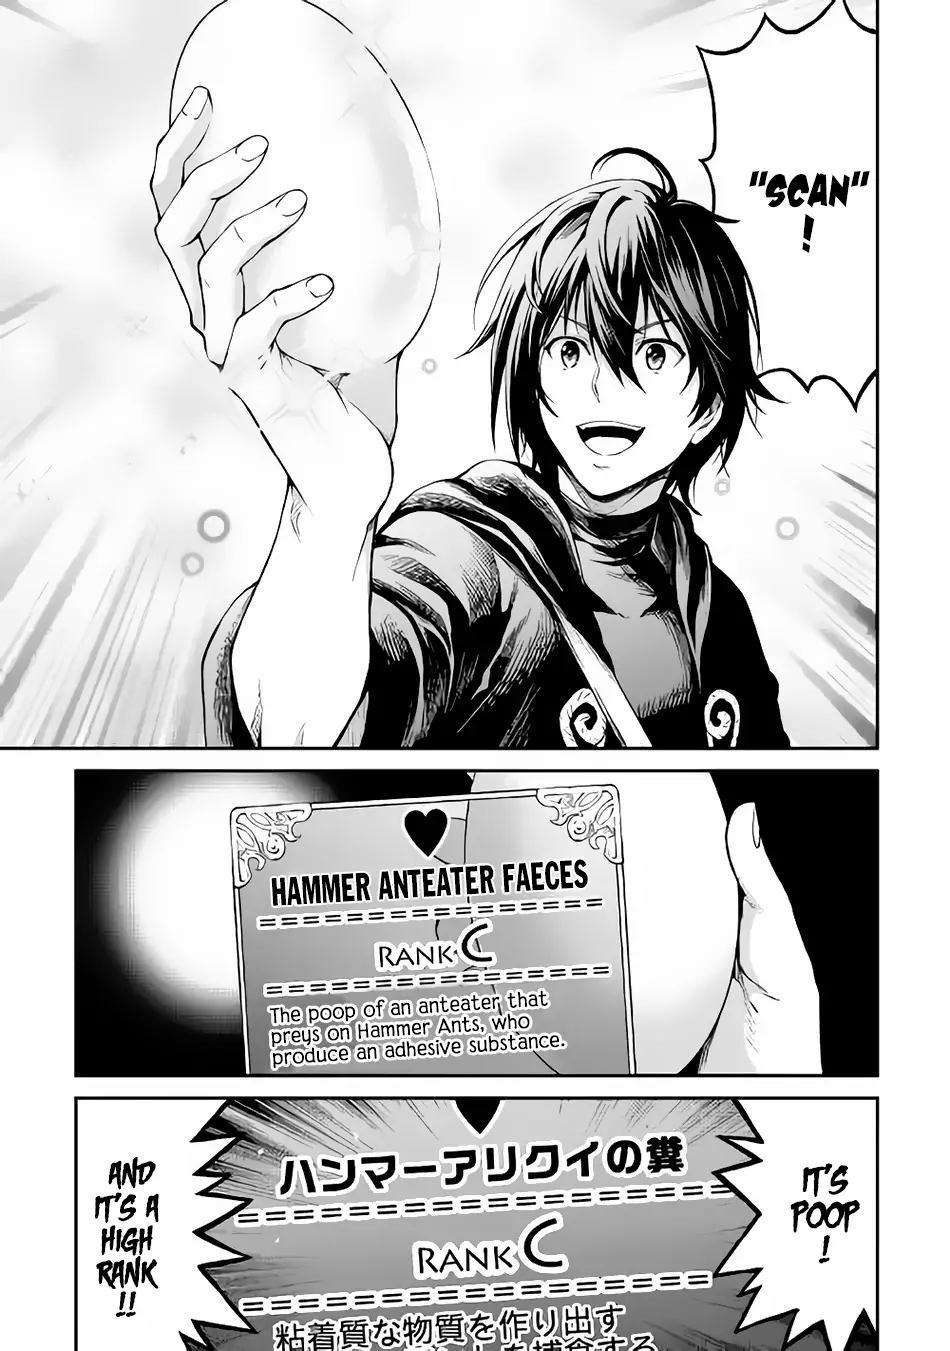 "SCAN"
!
HAMMER ANTEATER FAECES
RANK C
The poop of an anteater that
preys on Hammer Ants, who
produce an adhesive substance.
IT'S
POOP
!
ハンマーアリクイの糞
RANK C
粘着質な物質を作り出す
AND
IT'S A
HIGH
RANK
!!